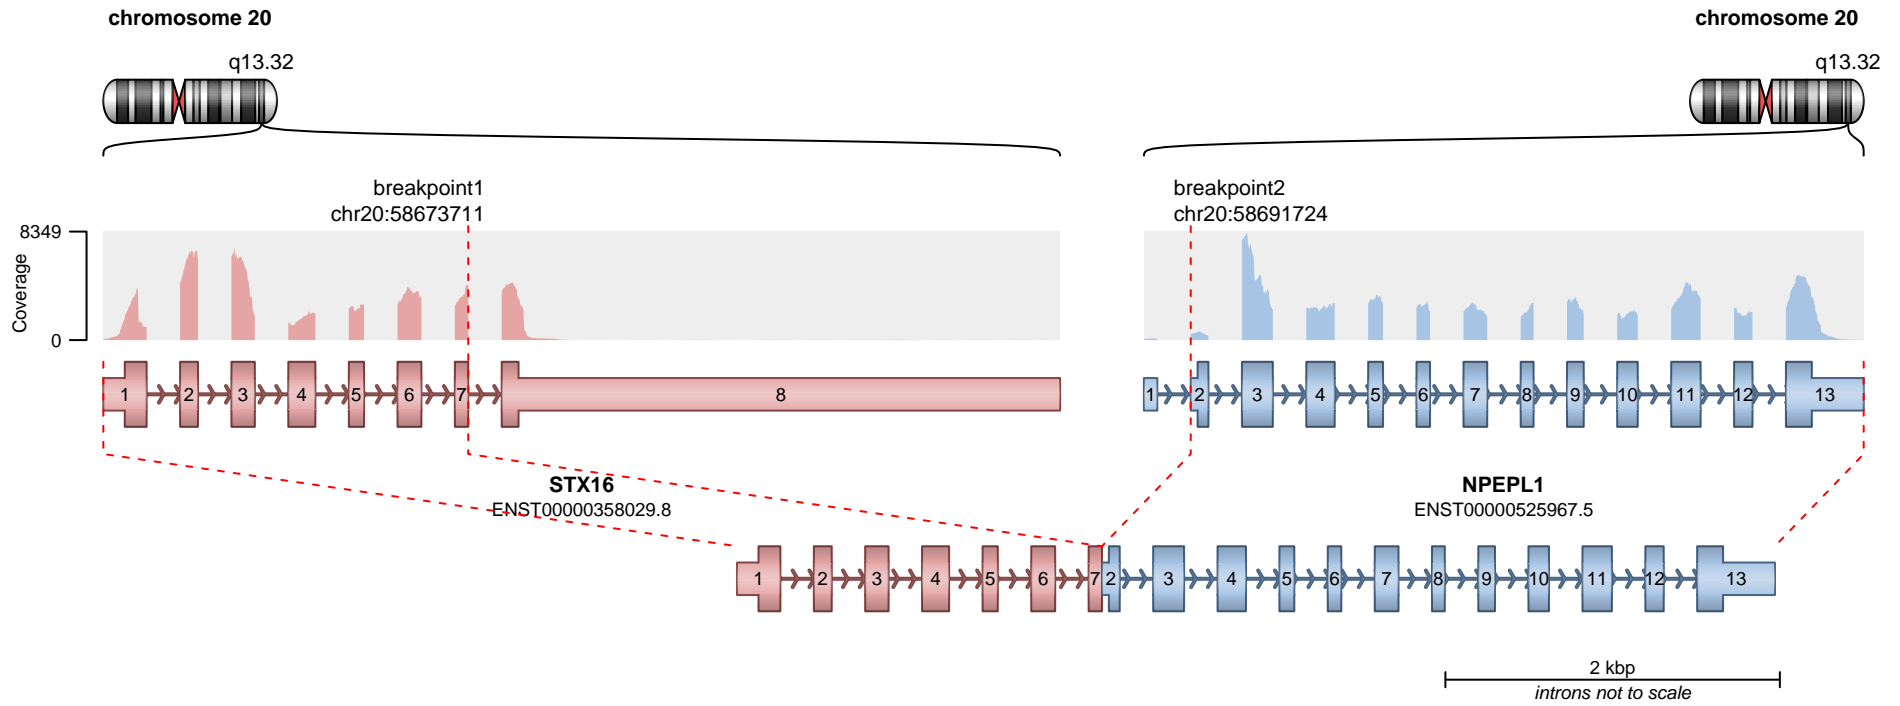 chromosome 20
chromosome 20
q13.32
q13.32
breakpoint1
chr20:58673711
breakpoint2
chr20:58691724
8349
Coverage
0
1 2 3 4 5 6 7 8
1 2 3 4 5 6 7 8 9 10 11 12 13
STX16
ENST00000358029.8
NPEPL1
ENST00000525967.5
1 2 3 4 5 6 7 2 3 4 5 6 7 8 9 10 11 12 13
2 kbp
introns not to scale